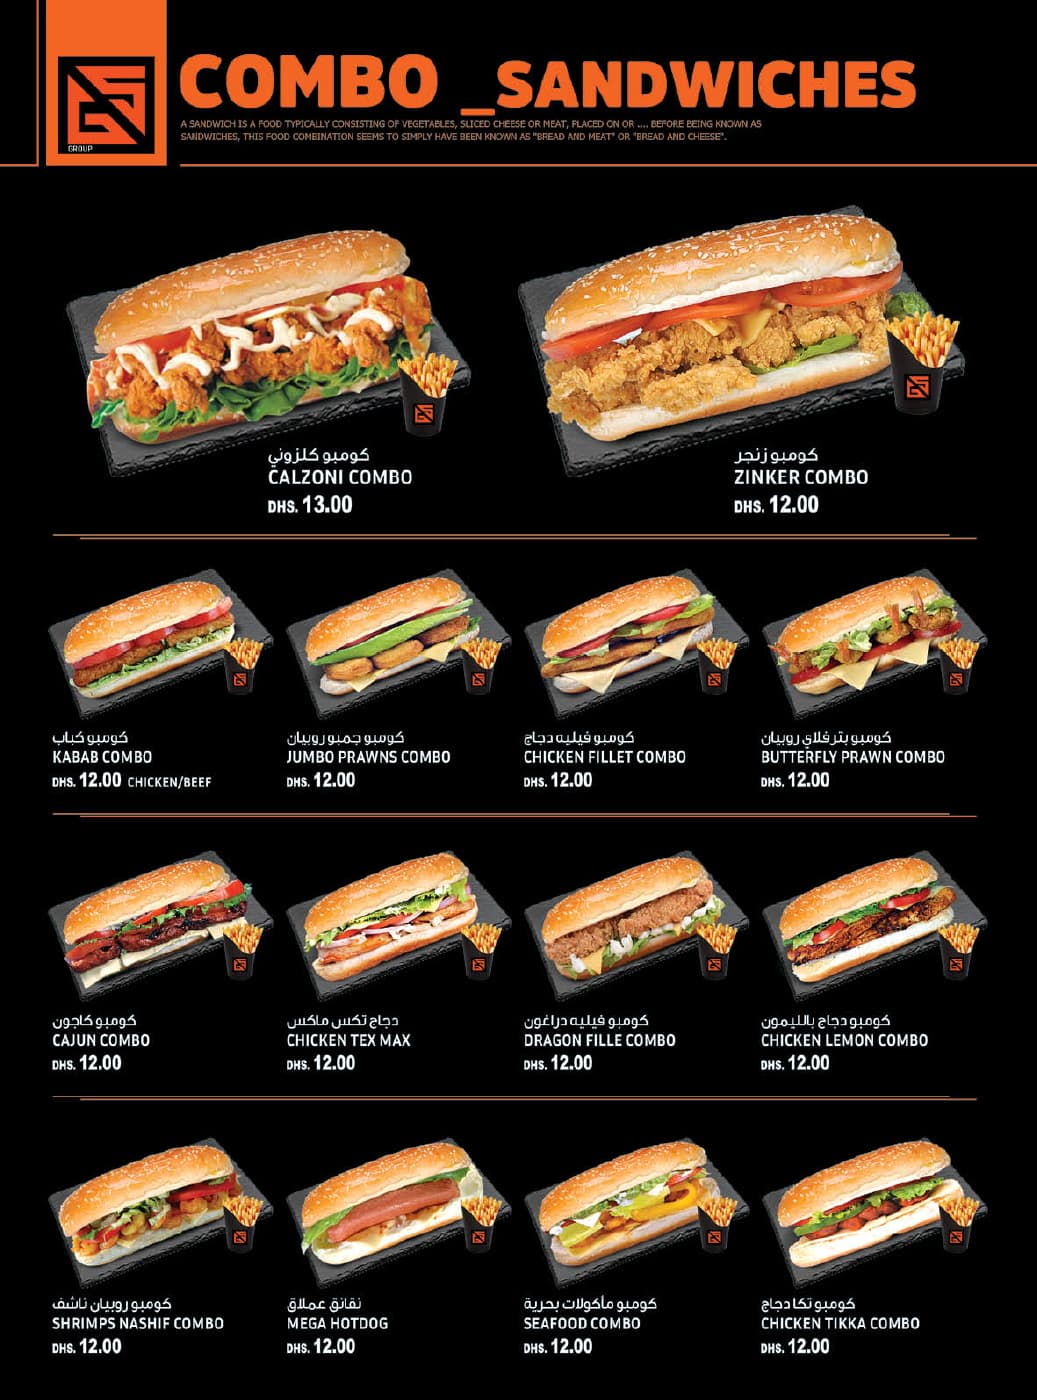 COMBO _SANDWICHES
A SANDWICH IS A FOOD TYPICALLY CONSISTING OF VEGETABLES, SLICED CHEESE OR MEAT, PLACED ON OR .... BEFORE BEING KNOWN AS
SANDWICHES, THIS FOOD COMBINATION SEEMS TO SIMPLY HAVE BEEN KNOWN AS "BREAD AND MEAT" OR "BREAD AND CHEESE".
GROUP
كومبو كلزوني
CALZONI COMBO
DHS. 13.00
كومبو زنجر
ZINKER COMBO
DHS. 12.00
كومبو كباب
KABAB COMBO
DHS. 12.00 CHICKEN/BEEF
كومبو جمبو روبيان
JUMBO PRAWNS COMBO
DHS. 12.00
كومبو فيليه دجاج
CHICKEN FILLET COMBO
DHS. 12.00
كومبو بترفلاي روبيان
BUTTERFLY PRAWN COMBO
DHS. 12.00
كومبو كاجون
CAJUN COMBO
DHS. 12.00
دجاج تكس ماكس
CHICKEN TEX MAX
DHS. 12.00
كومبو فيليه دراغون
DRAGON FILLE COMBO
DHS. 12.00
كومبو دجاج بالليمون
CHICKEN LEMON COMBO
DHS. 12.00
كومبو روبيان ناشف
SHRIMPS NASHIF COMBO
DHS. 12.00
نقانق عملاق
MEGA HOTDOG
DHS. 12.00
كومبو مأكولات بحرية
SEAFOOD COMBO
DHS. 12.00
كومبو تكا دجاج
CHICKEN TIKKA COMBO
DHS. 12.00